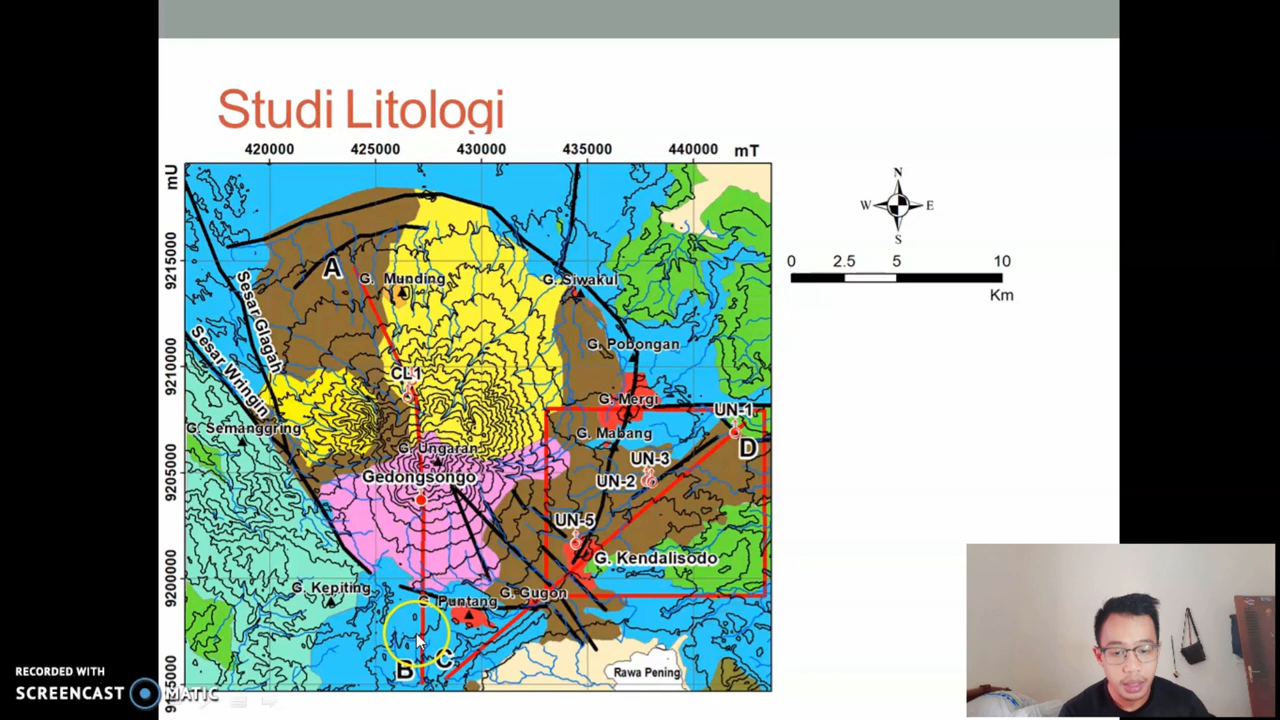 Studi Litologi
420000 425000 430000 435000 440000 mT
mU
N
W E
S
9215000
A
G. Munding
G. Siwakul
0 2.5 5 10
Km
Sesar Glagah
Sesar Wringin
G. Pobongan
9210000
CL1
G. Mergi
UN-1
G. Semanggring
G. Mabang
D
G. Ungaran
UN-3
9205000
Gedongsongo
UN-2
UN-5
G. Kendalisodo
9200000
G. Kepiting
G. Gugon
G. Puntang
B
C
Rawa Pening
RECORDED WITH
SCREENCAST MATIC